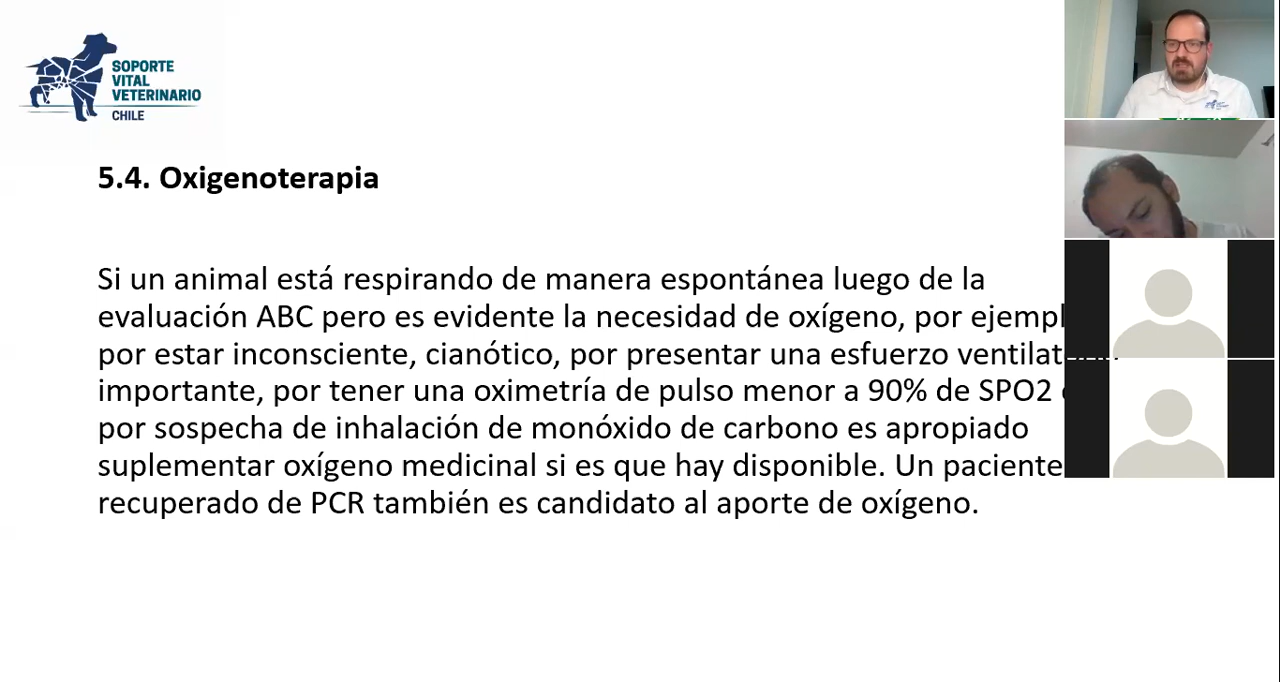 SOPORTE
VITAL
VETERINARIO
CHILE
5.4. Oxigenoterapia
Si un animal está respirando de manera espontánea luego de la
evaluación ABC pero es evidente la necesidad de oxígeno, por
por estar inconsciente, cianótico, por presentar una esfuerzo
importante, por tener una oximetría de pulso menor a 90% de SPO2
por sospecha de inhalación de monóxido de carbono es apropiado
suplementar oxígeno medicinal si es que hay disponible. Un paciente
recuperado de PCR también es candidato al aporte de oxígeno.